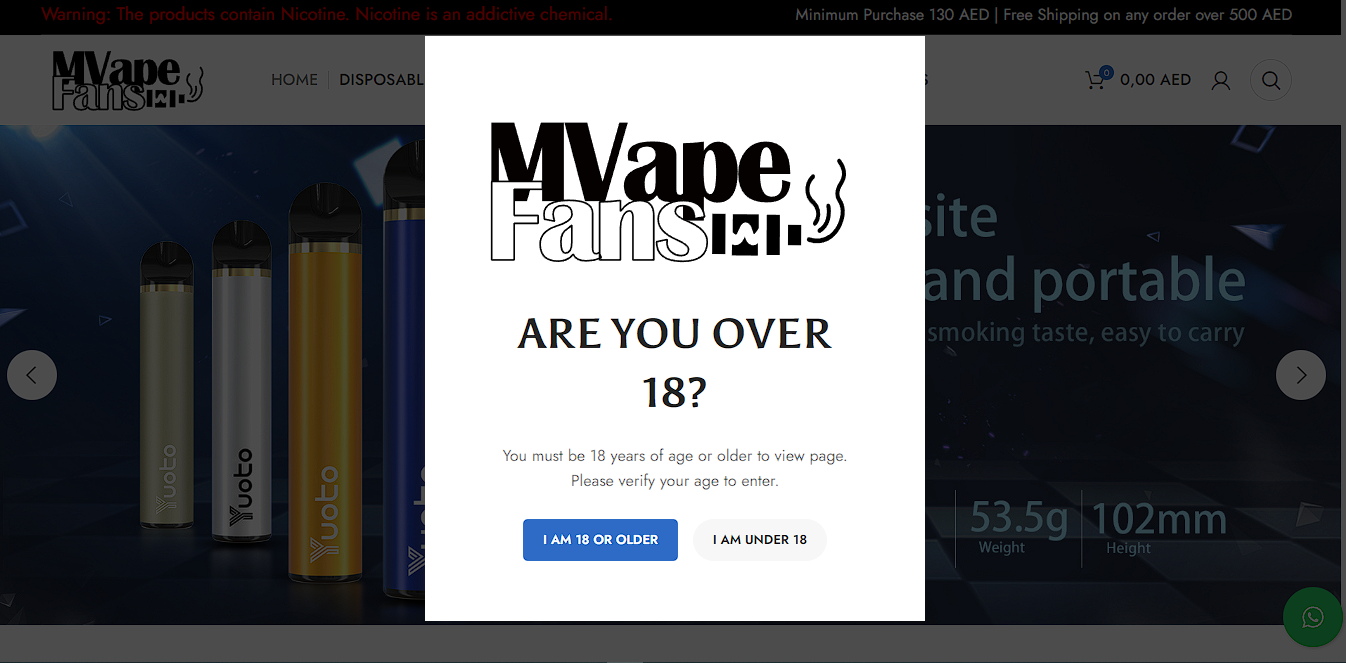 Warning: The products contain Nicotine. Nicotine is an addictive chemical.
Minimum Purchase 130 AED | Free Shipping on any order over 500 AED
MVape
Fans
HOME
DISPOSABL
S
0
0,00 AED
MVape
Fans
ARE YOU OVER
18?
You must be 18 years of age or older to view page.
Please verify your age to enter.
I AM 18 OR OLDER
I AM UNDER 18
site
and portable
smoking taste, easy to carry
53.5g
Weight
102mm
Height
Yuoto
Yuoto
Yuoto